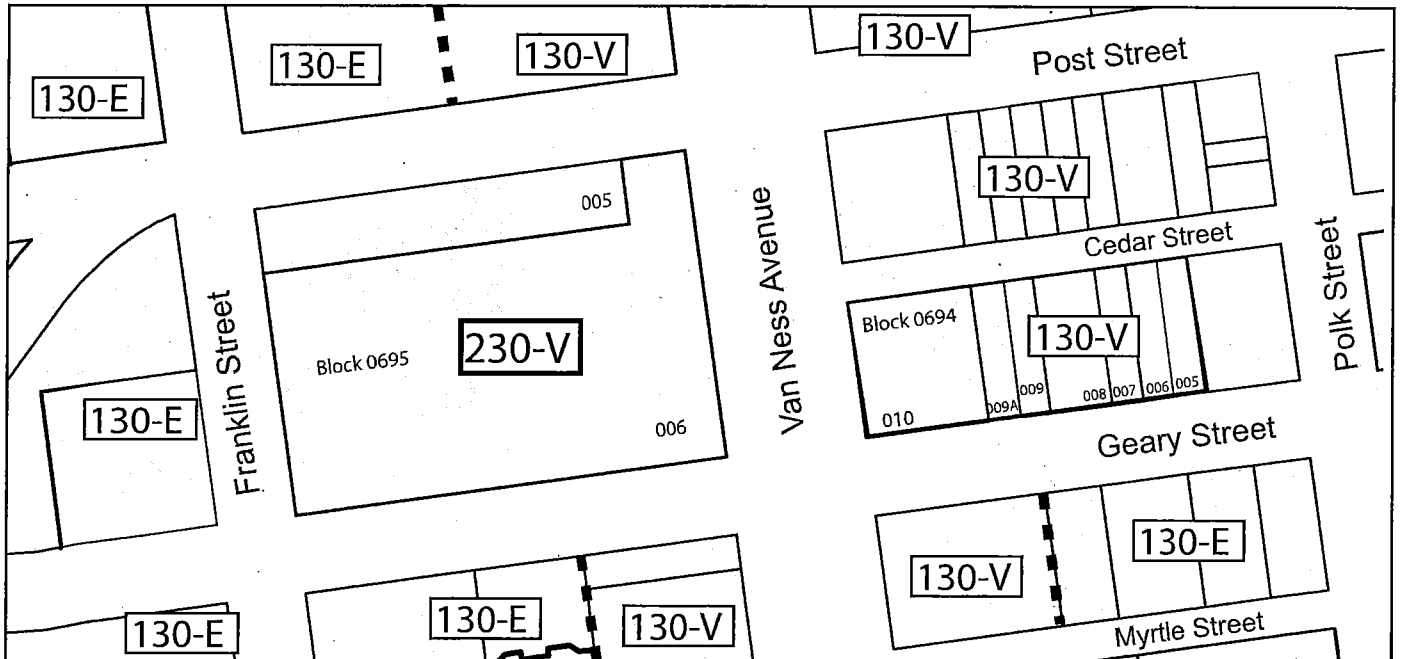 130-V
130-E
130-V
Post Street
130-E
130-V
005
Cedar Street
Van Ness Avenue
Polk Street
Franklin Street
Block 0695
230-V
Block 0694
130-V
006
010
009A
009
008
007
006
005
130-E
Geary Street
130-V
130-E
130-E
130-E
130-V
Myrtle Street